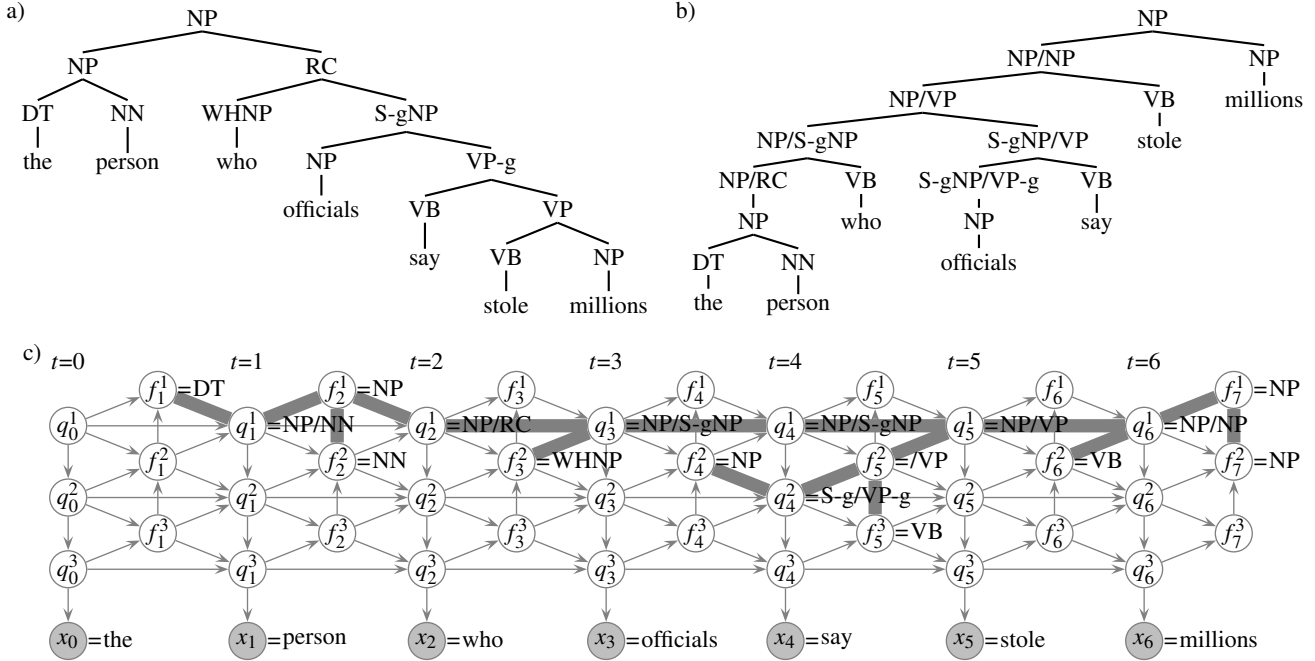 a)
NP
NP RC
DT NN WHNP S-gNP
the person who NP VP-g
officials VB VP
say VB NP
stole millions
b)
NP
NP/NP NP
NP/VP VB millions
NP/S-gNP S-gNP/VP stole
NP/RC VB S-gNP/VP-g VB
NP who NP say
DT NN officials
the person
c) t=0 t=1 t=2 t=3 t=4 t=5 t=6
f₁¹=DT f₂¹=NP f₃¹ f₄¹ f₅¹ f₆¹ f₇¹=NP
q₀¹ q₁¹=NP/NN q₂¹=NP/RC q₃¹=NP/S-gNP q₄¹=NP/S-gNP q₅¹=NP/VP q₆¹=NP/NP
f₁² f₂²=NN f₃²=WHNP f₄²=NP f₅²=/VP f₆²=VB f₇²=NP
q₀² q₁² q₂² q₃² q₄²=S-g/VP-g q₅² q₆²
f₁³ f₂³ f₃³ f₄³ f₅³=VB f₆³ f₇³
q₀³ q₁³ q₂³ q₃³ q₄³ q₅³ q₆³
x₀=the x₁=person x₂=who x₃=officials x₄=say x₅=stole x₆=millions